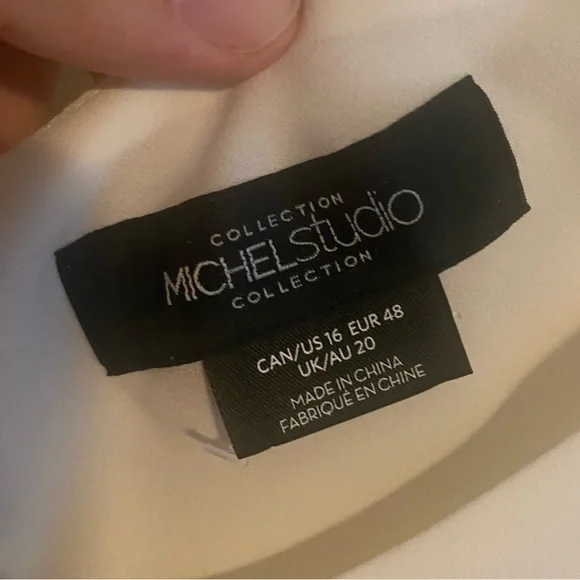 COLLECTION
MICHELstudio
COLLECTION
CAN/US 16 EUR 48
UK/AU 20
MADE IN CHINA
FABRIQUÉ EN CHINE